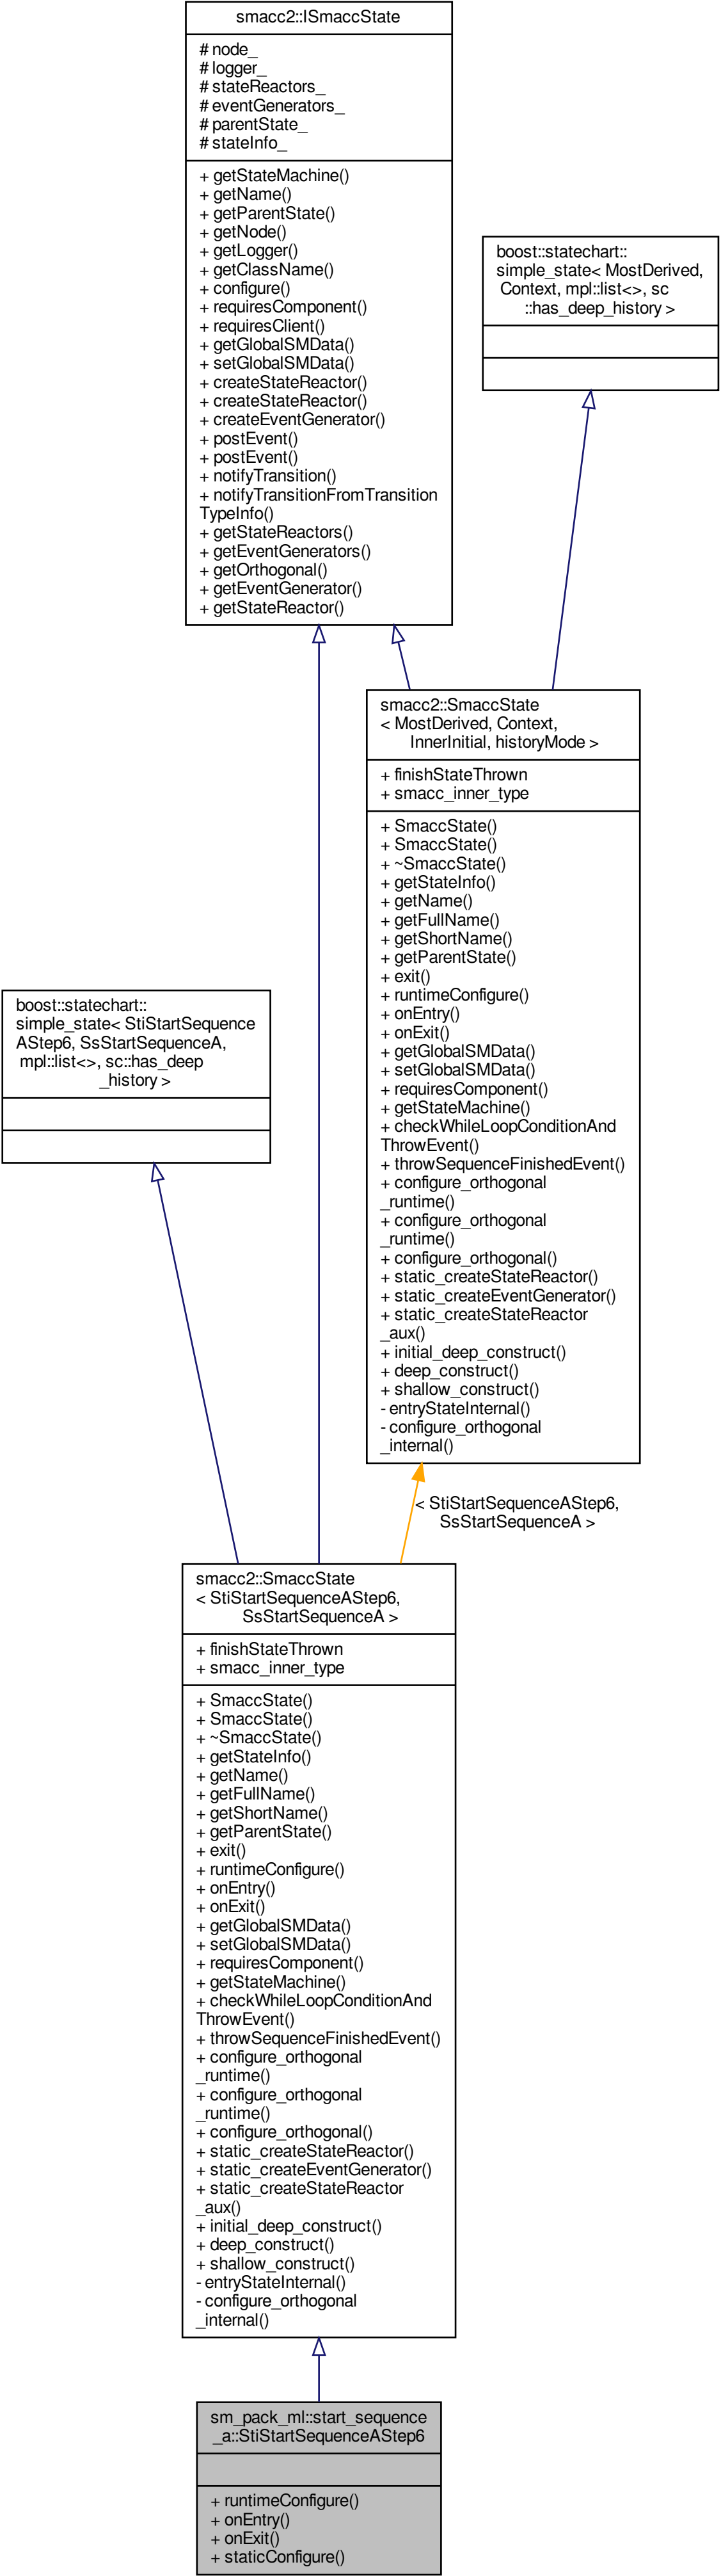 smacc2::ISmaccState
# node_
# logger_
# stateReactors_
# eventGenerators_
# parentState_
# stateInfo_
+ getStateMachine()
+ getName()
+ getParentState()
+ getNode()
+ getLogger()
+ getClassName()
+ configure()
+ requiresComponent()
+ requiresClient()
+ getGlobalSMData()
+ setGlobalSMData()
+ createStateReactor()
+ createStateReactor()
+ createEventGenerator()
+ postEvent()
+ postEvent()
+ notifyTransition()
+ notifyTransitionFromTransition
TypeInfo()
+ getStateReactors()
+ getEventGenerators()
+ getOrthogonal()
+ getEventGenerator()
+ getStateReactor()
boost::statechart::
simple_state< MostDerived,
Context, mpl::list<>, sc
::has_deep_history >
smacc2::SmaccState
< MostDerived, Context,
InnerInitial, historyMode >
+ finishStateThrown
+ smacc_inner_type
+ SmaccState()
+ SmaccState()
+ ~SmaccState()
+ getStateInfo()
+ getName()
+ getFullName()
+ getShortName()
+ getParentState()
+ exit()
+ runtimeConfigure()
+ onEntry()
+ onExit()
+ getGlobalSMData()
+ setGlobalSMData()
+ requiresComponent()
+ getStateMachine()
+ checkWhileLoopConditionAnd
ThrowEvent()
+ throwSequenceFinishedEvent()
+ configure_orthogonal
_runtime()
+ configure_orthogonal
_runtime()
+ configure_orthogonal()
+ static_createStateReactor()
+ static_createEventGenerator()
+ static_createStateReactor
_aux()
+ initial_deep_construct()
+ deep_construct()
+ shallow_construct()
- entryStateInternal()
- configure_orthogonal
_internal()
boost::statechart::
simple_state< StiStartSequence
AStep6, SsStartSequenceA,
mpl::list<>, sc::has_deep
_history >
< StiStartSequenceAStep6,
SsStartSequenceA >
smacc2::SmaccState
< StiStartSequenceAStep6,
SsStartSequenceA >
+ finishStateThrown
+ smacc_inner_type
+ SmaccState()
+ SmaccState()
+ ~SmaccState()
+ getStateInfo()
+ getName()
+ getFullName()
+ getShortName()
+ getParentState()
+ exit()
+ runtimeConfigure()
+ onEntry()
+ onExit()
+ getGlobalSMData()
+ setGlobalSMData()
+ requiresComponent()
+ getStateMachine()
+ checkWhileLoopConditionAnd
ThrowEvent()
+ throwSequenceFinishedEvent()
+ configure_orthogonal
_runtime()
+ configure_orthogonal
_runtime()
+ configure_orthogonal()
+ static_createStateReactor()
+ static_createEventGenerator()
+ static_createStateReactor
_aux()
+ initial_deep_construct()
+ deep_construct()
+ shallow_construct()
- entryStateInternal()
- configure_orthogonal
_internal()
sm_pack_ml::start_sequence
_a::StiStartSequenceAStep6
+ runtimeConfigure()
+ onEntry()
+ onExit()
+ staticConfigure()